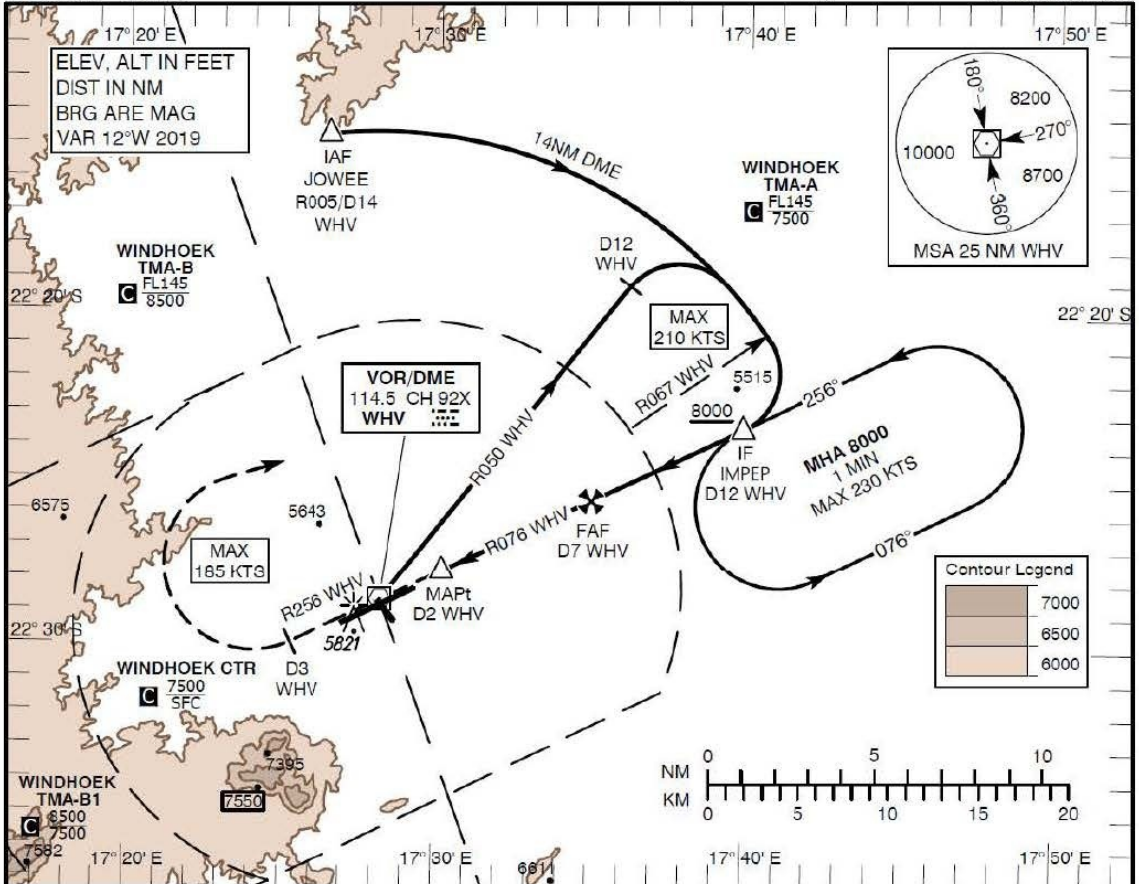 17° 20' E
17° 30' E
17° 40' E
17° 50' E
ELEV, ALT IN FEET
DIST IN NM
BRG ARE MAG
VAR 12°W 2019
IAF
JOWEE
R005/D14
WHV
14NM DME
WINDHOEK
TMA-A
C FL145
7500
180°
8200
270°
10000
8700
360°
MSA 25 NM WHV
WINDHOEK
TMA-B
C FL145
8500
D12
WHV
22° 20' S
22° 20' S
MAX
210 KTS
R067 WHV
5515
8000
256°
VOR/DME
114.5 CH 92X
WHV
R050 WHV
IF
IMPEP
D12 WHV
MHA 8000
1 MIN
MAX 230 KTS
076°
6575
5643
R076 WHV
FAF
D7 WHV
MAX
185 KTS
R256 WHV
MAPt
D2 WHV
5821
22° 30' S
D3
WHV
WINDHOEK CTR
C 7500
SFC
Contour Legend
7000
6500
6000
7395
7550
WINDHOEK
TMA-B1
C 8500
7500
7582
NM
0 5 10
KM
0 5 10 15 20
17° 20' E
17° 30' E
17° 40' E
17° 50' E
6611